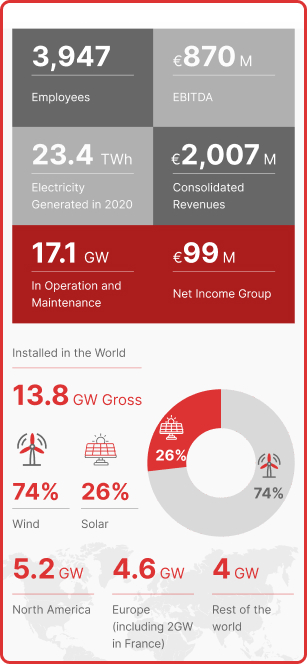 3,947
Employees
€870 M
EBITDA
23.4 TWh
Electricity
Generated in 2020
€2,007 M
Consolidated
Revenues
17.1 GW
In Operation and
Maintenance
€99 M
Net Income Group
Installed in the World
13.8 GW Gross
74%
Wind
26%
Solar
26%
74%
5.2 GW
North America
4.6 GW
Europe
(including 2GW
in France)
4 GW
Rest of the
world